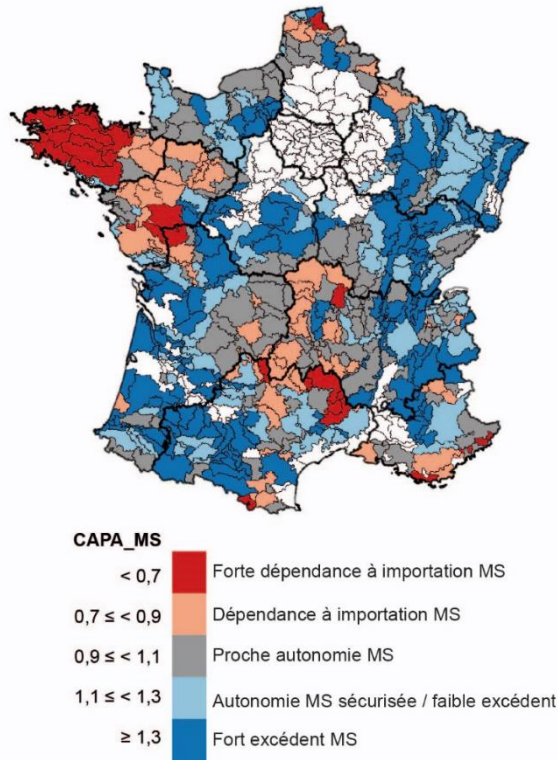 CAPA_MS
< 0,7 Forte dépendance à importation MS
0,7 ≤ < 0,9 Dépendance à importation MS
0,9 ≤ < 1,1 Proche autonomie MS
1,1 ≤ < 1,3 Autonomie MS sécurisée / faible excédent
≥ 1,3 Fort excédent MS